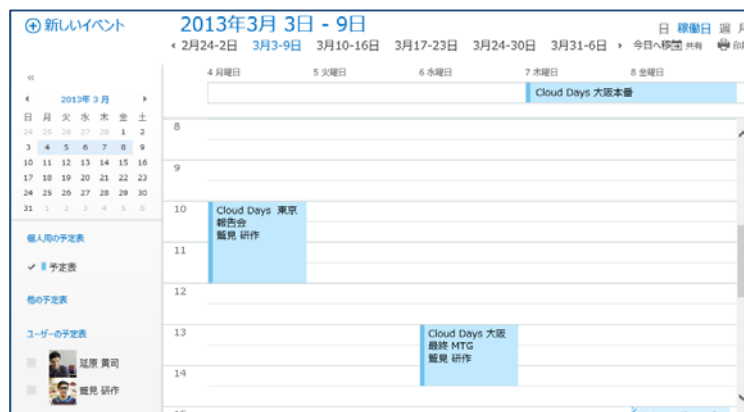 新しいイベント
2013年3月 3日 - 9日
日 稼働日 週 月
2月24-2日 3月3-9日 3月10-16日 3月17-23日 3月24-30日 3月31-6日 今日へ移 共有
4 月曜日 5 火曜日 6 水曜日 7 木曜日 8 金曜日
Cloud Days 大阪本番
«
2013年 3 月
日 月 火 水 木 金 土
24 25 26 27 28 1 2
3 4 5 6 7 8 9
10 11 12 13 14 15 16
17 18 19 20 21 22 23
24 25 26 27 28 29 30
31 1 2 3 4 5 6
個人用の予定表
予定表
他の予定表
ユーザーの予定表
延原 黄司
鷲見 研作
8
9
10
Cloud Days 東京
報告会
鷲見 研作
11
12
13
Cloud Days 大阪
最終 MTG
鷲見 研作
14